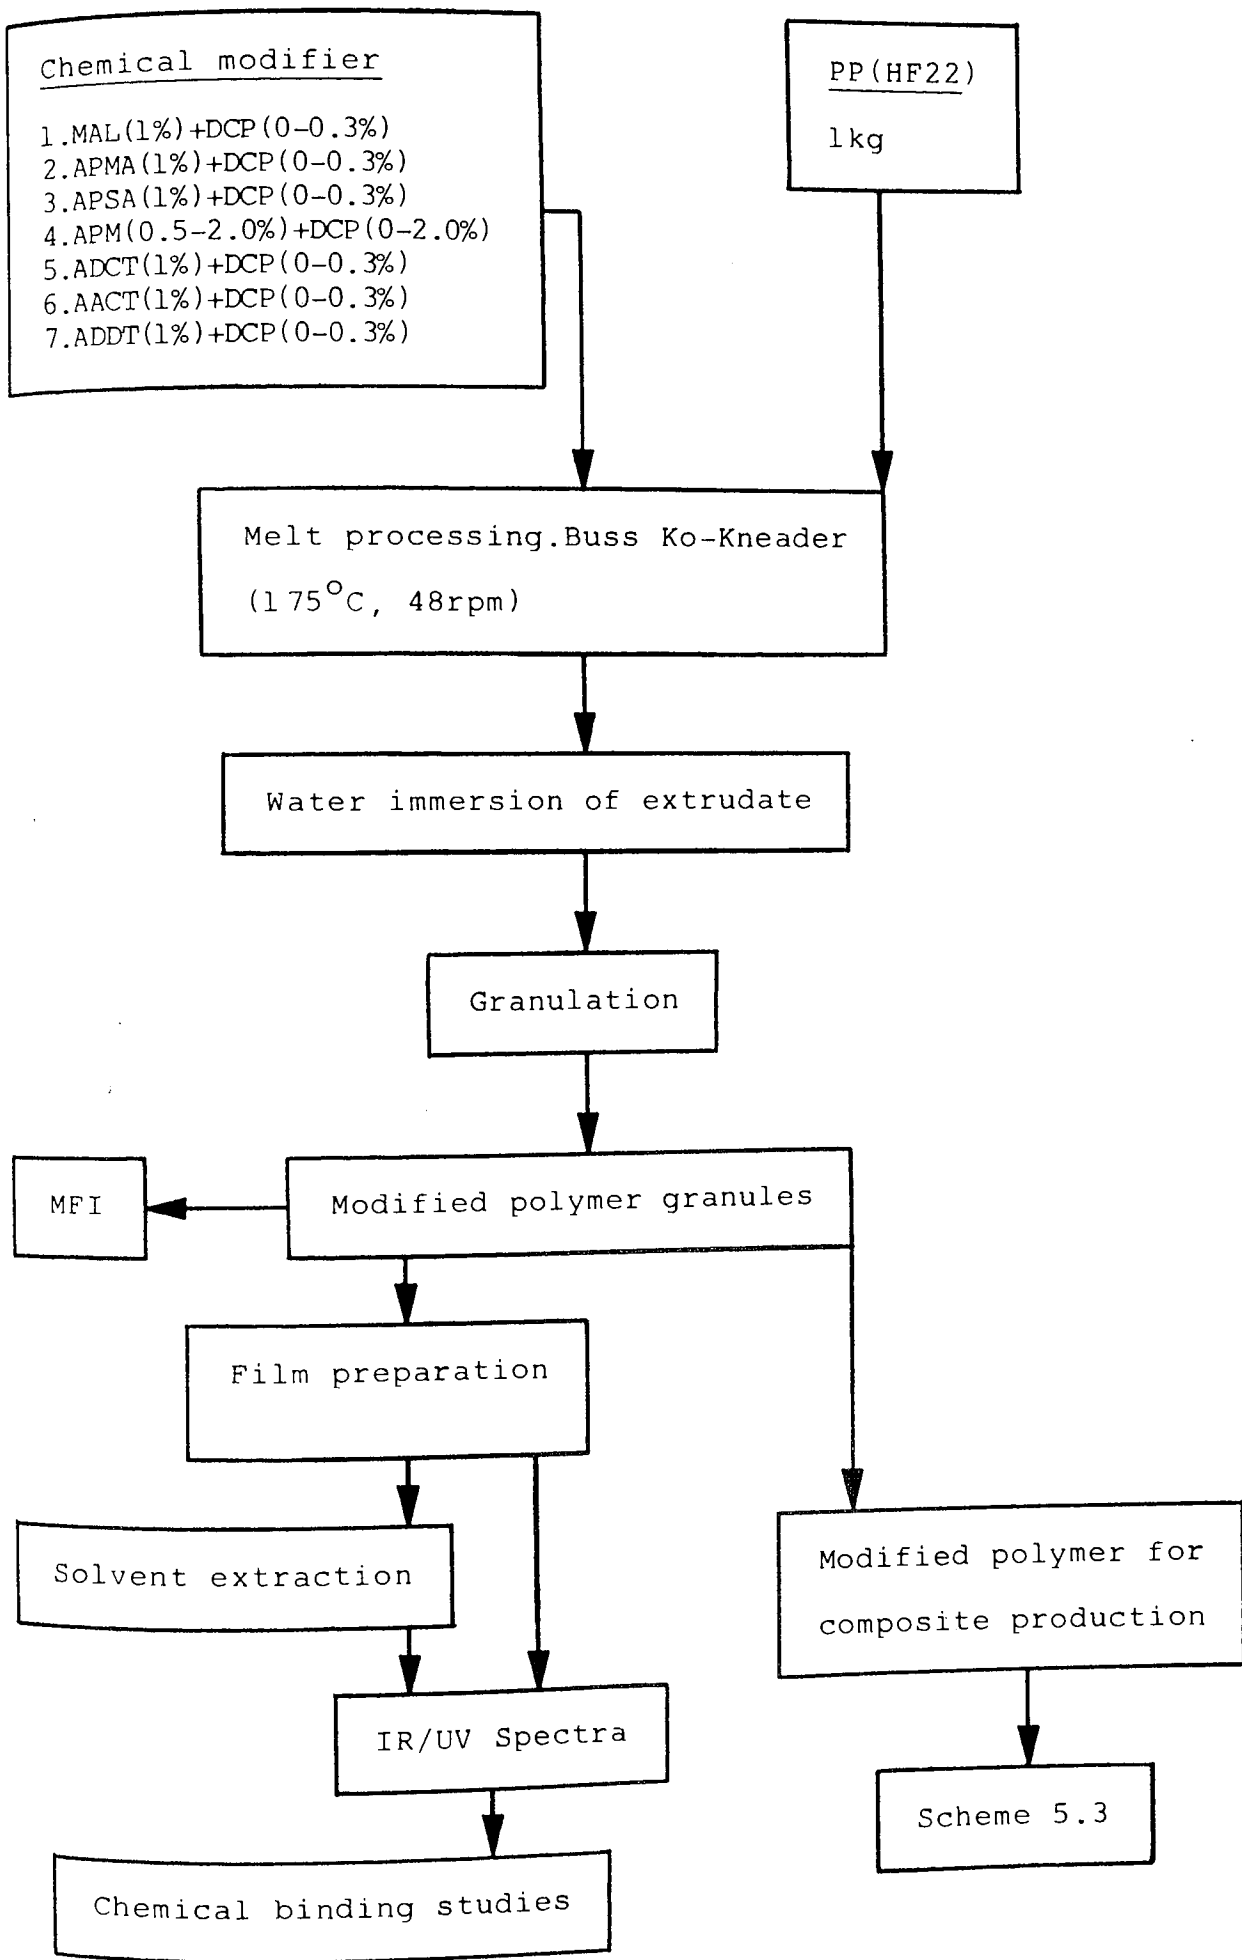 Chemical modifier
1.MAL(1%)+DCP(0-0.3%)
2.APMA(1%)+DCP(0-0.3%)
3.APSA(1%)+DCP(0-0.3%)
4.APM(0.5-2.0%)+DCP(0-2.0%)
5.ADCT(1%)+DCP(0-0.3%)
6.AACT(1%)+DCP(0-0.3%)
7.ADDT(1%)+DCP(0-0.3%)
PP(HF22)
1kg
Melt processing.Buss Ko-Kneader
(175°C, 48rpm)
Water immersion of extrudate
Granulation
MFI
Modified polymer granules
Film preparation
Solvent extraction
Modified polymer for
composite production
IR/UV Spectra
Scheme 5.3
Chemical binding studies